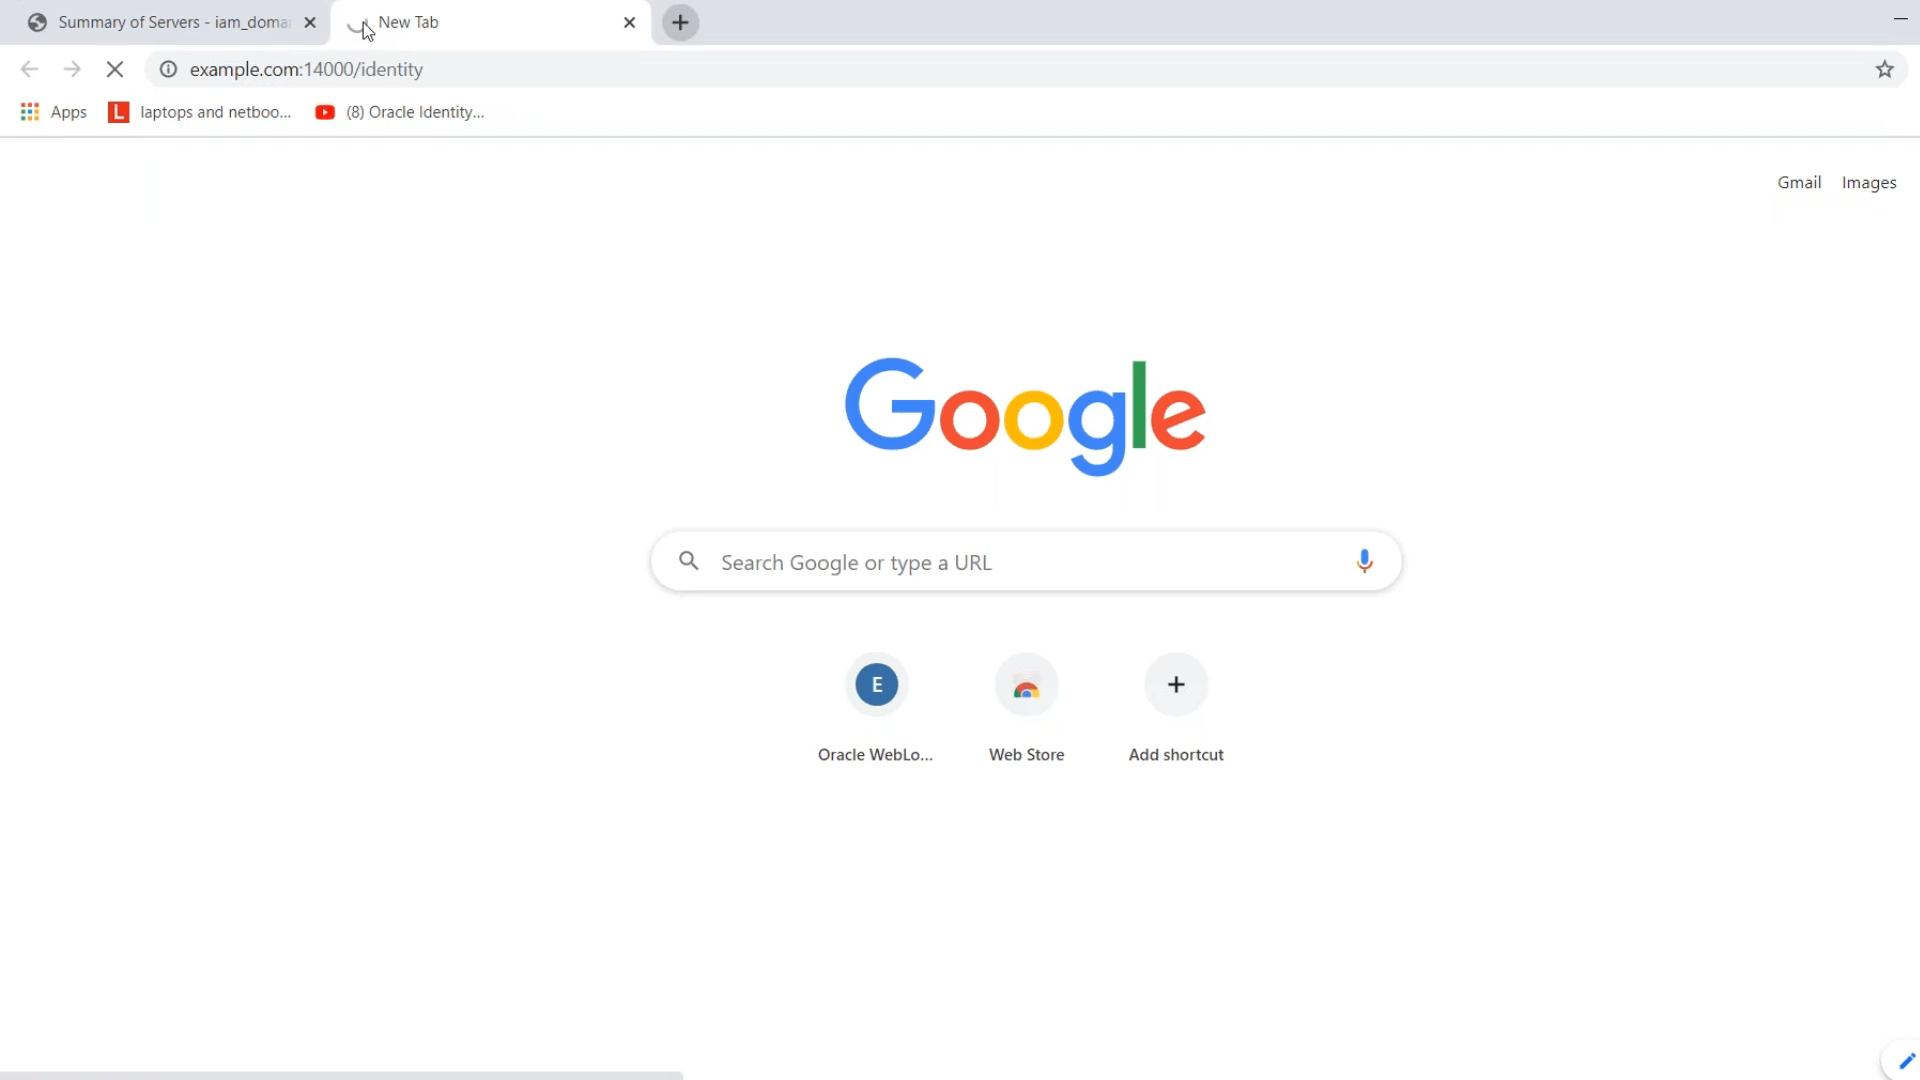 Summary of Servers - iam_doma
New Tab
example.com:14000/identity
Apps
L
laptops and netboo...
(8) Oracle Identity...
Gmail
Images
Google
Search Google or type a URL
E
Oracle WebLo...
Web Store
Add shortcut